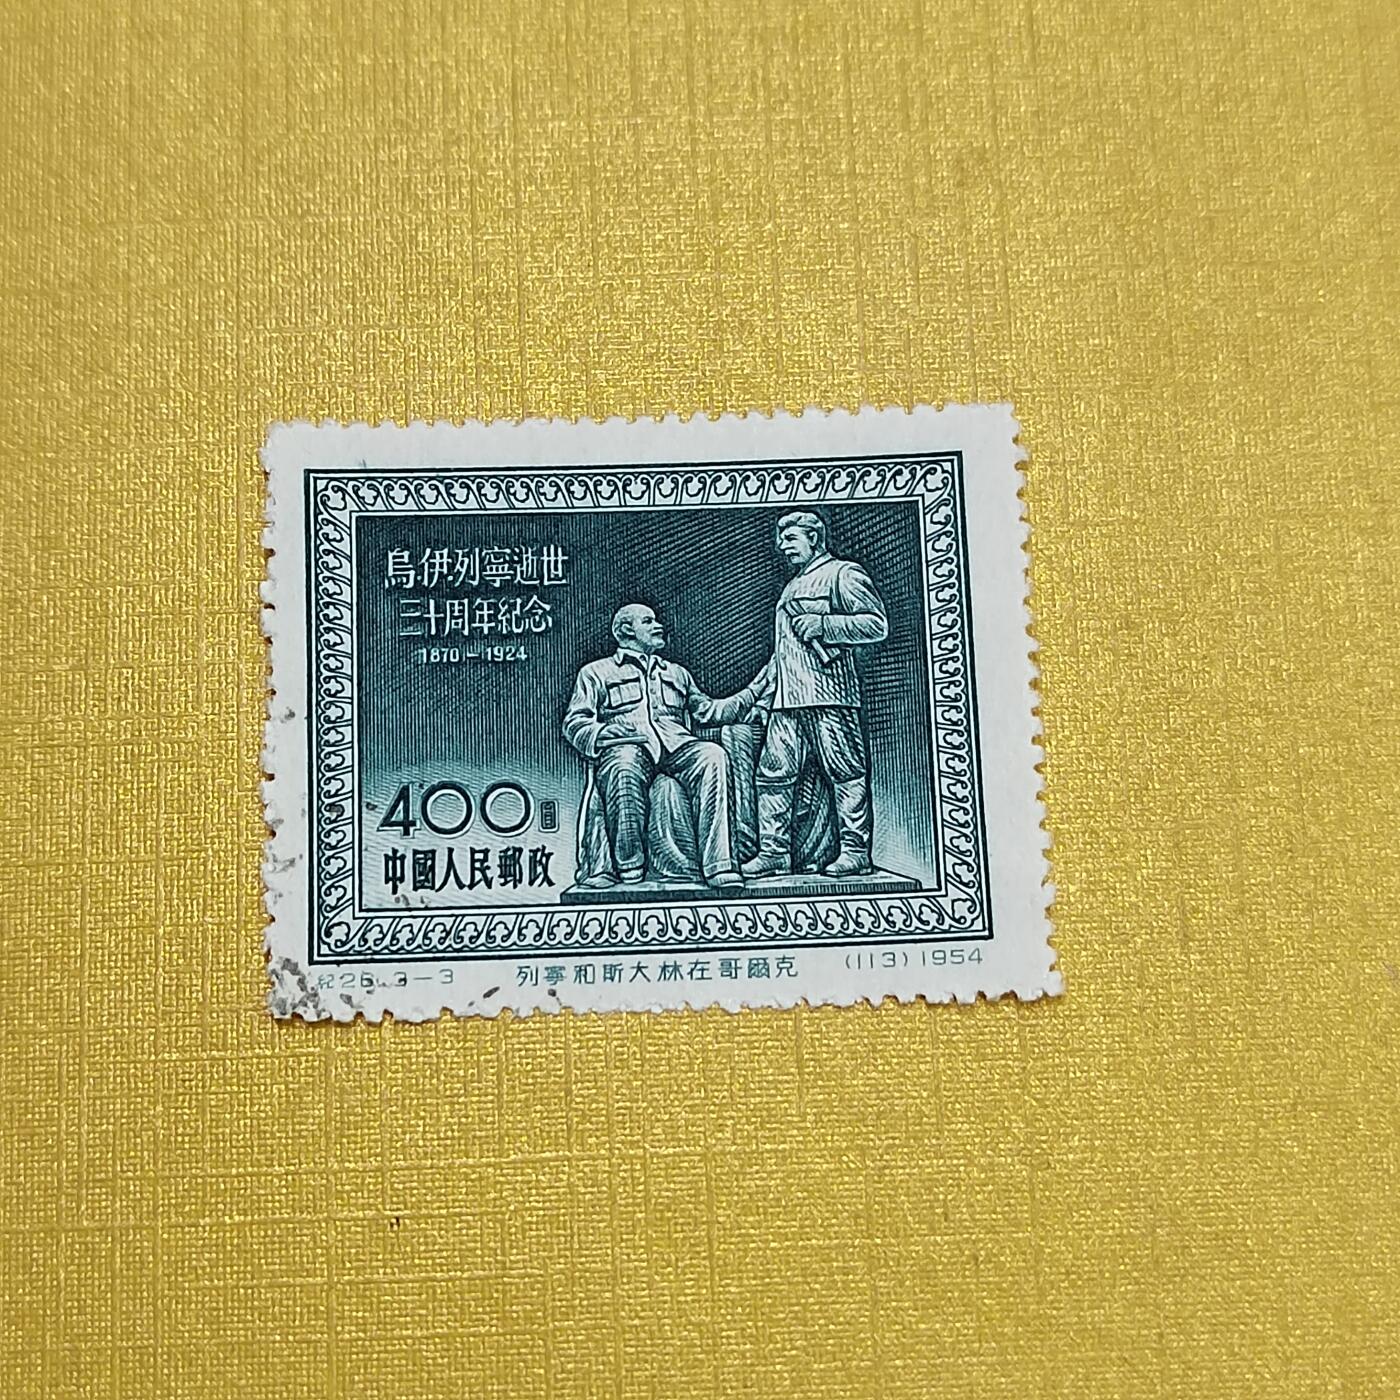 烏.伊.列寧逝世
三十周年紀念
1870-1924
400圓
中國人民郵政
紀26.3-3 列寧和斯大林在哥爾克 (113)1954